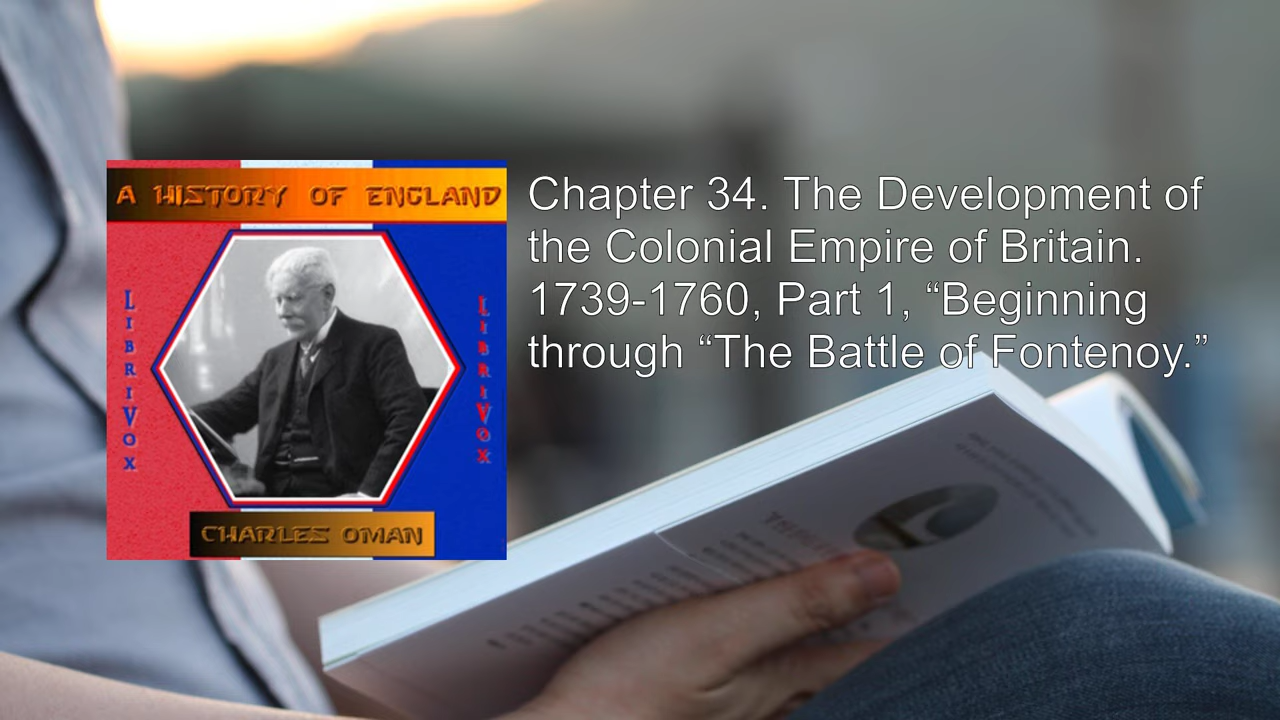 A HISTORY OF ENGLAND
LIBRIVOX
LIBRIVOX
CHARLES OMAN
Chapter 34. The Development of
the Colonial Empire of Britain.
1739-1760, Part 1, “Beginning
through “The Battle of Fontenoy.”